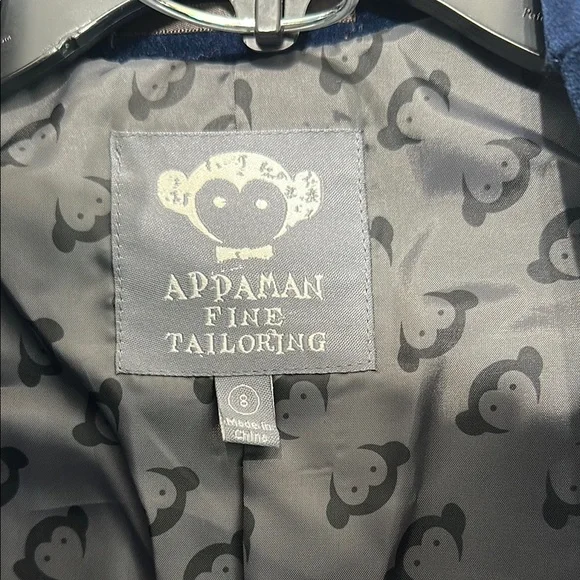 APPAMAN
FINE
TAILORING
8
Made in
China